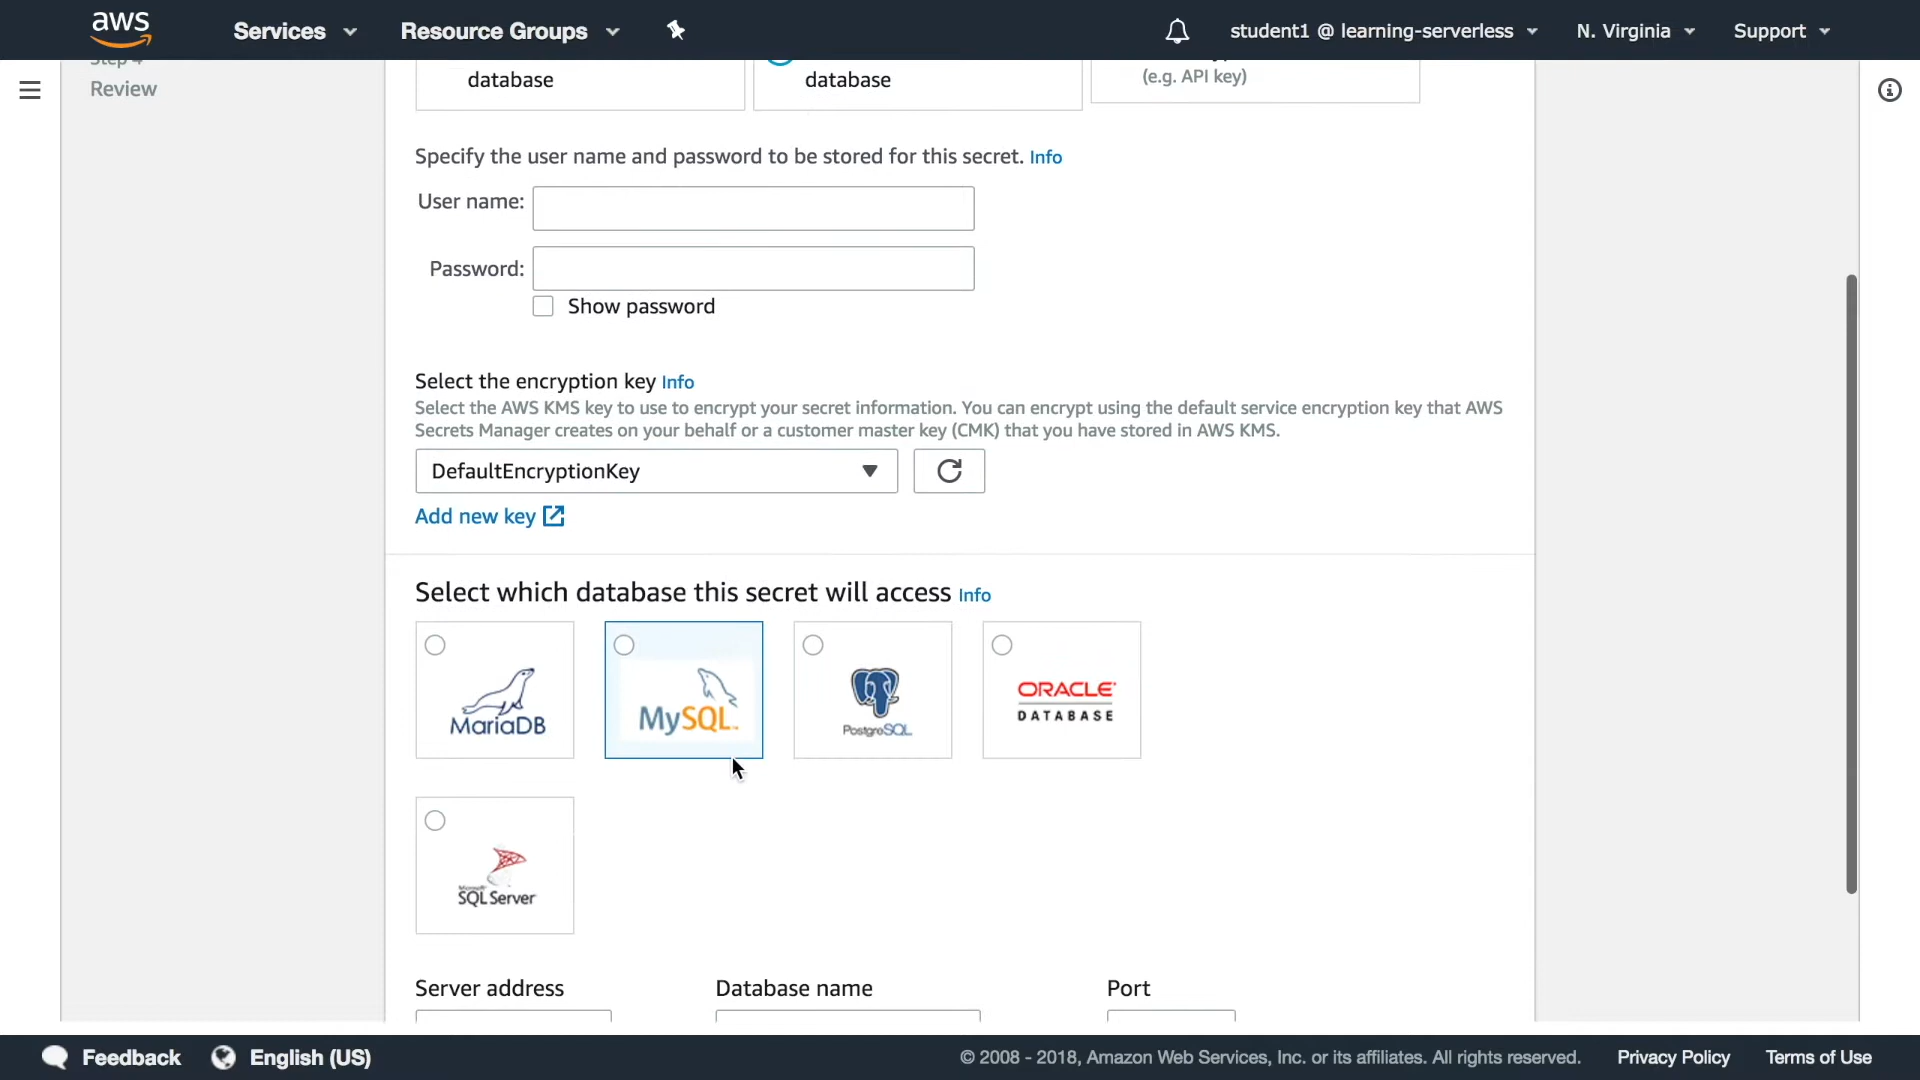 aws
Services
Resource Groups
student1 @ learning-serverless
N. Virginia
Support
Step 4
Review
database
database
(e.g. API key)
Specify the user name and password to be stored for this secret. Info
User name:
Password:
Show password
Select the encryption key Info
Select the AWS KMS key to use to encrypt your secret information. You can encrypt using the default service encryption key that AWS
Secrets Manager creates on your behalf or a customer master key (CMK) that you have stored in AWS KMS.
DefaultEncryptionKey
Add new key
Select which database this secret will access Info
MariaDB
MySQL™
PostgreSQL
ORACLE®
DATABASE
Microsoft
SQL Server
Server address
Database name
Port
Feedback
English (US)
© 2008 - 2018, Amazon Web Services, Inc. or its affiliates. All rights reserved.
Privacy Policy
Terms of Use